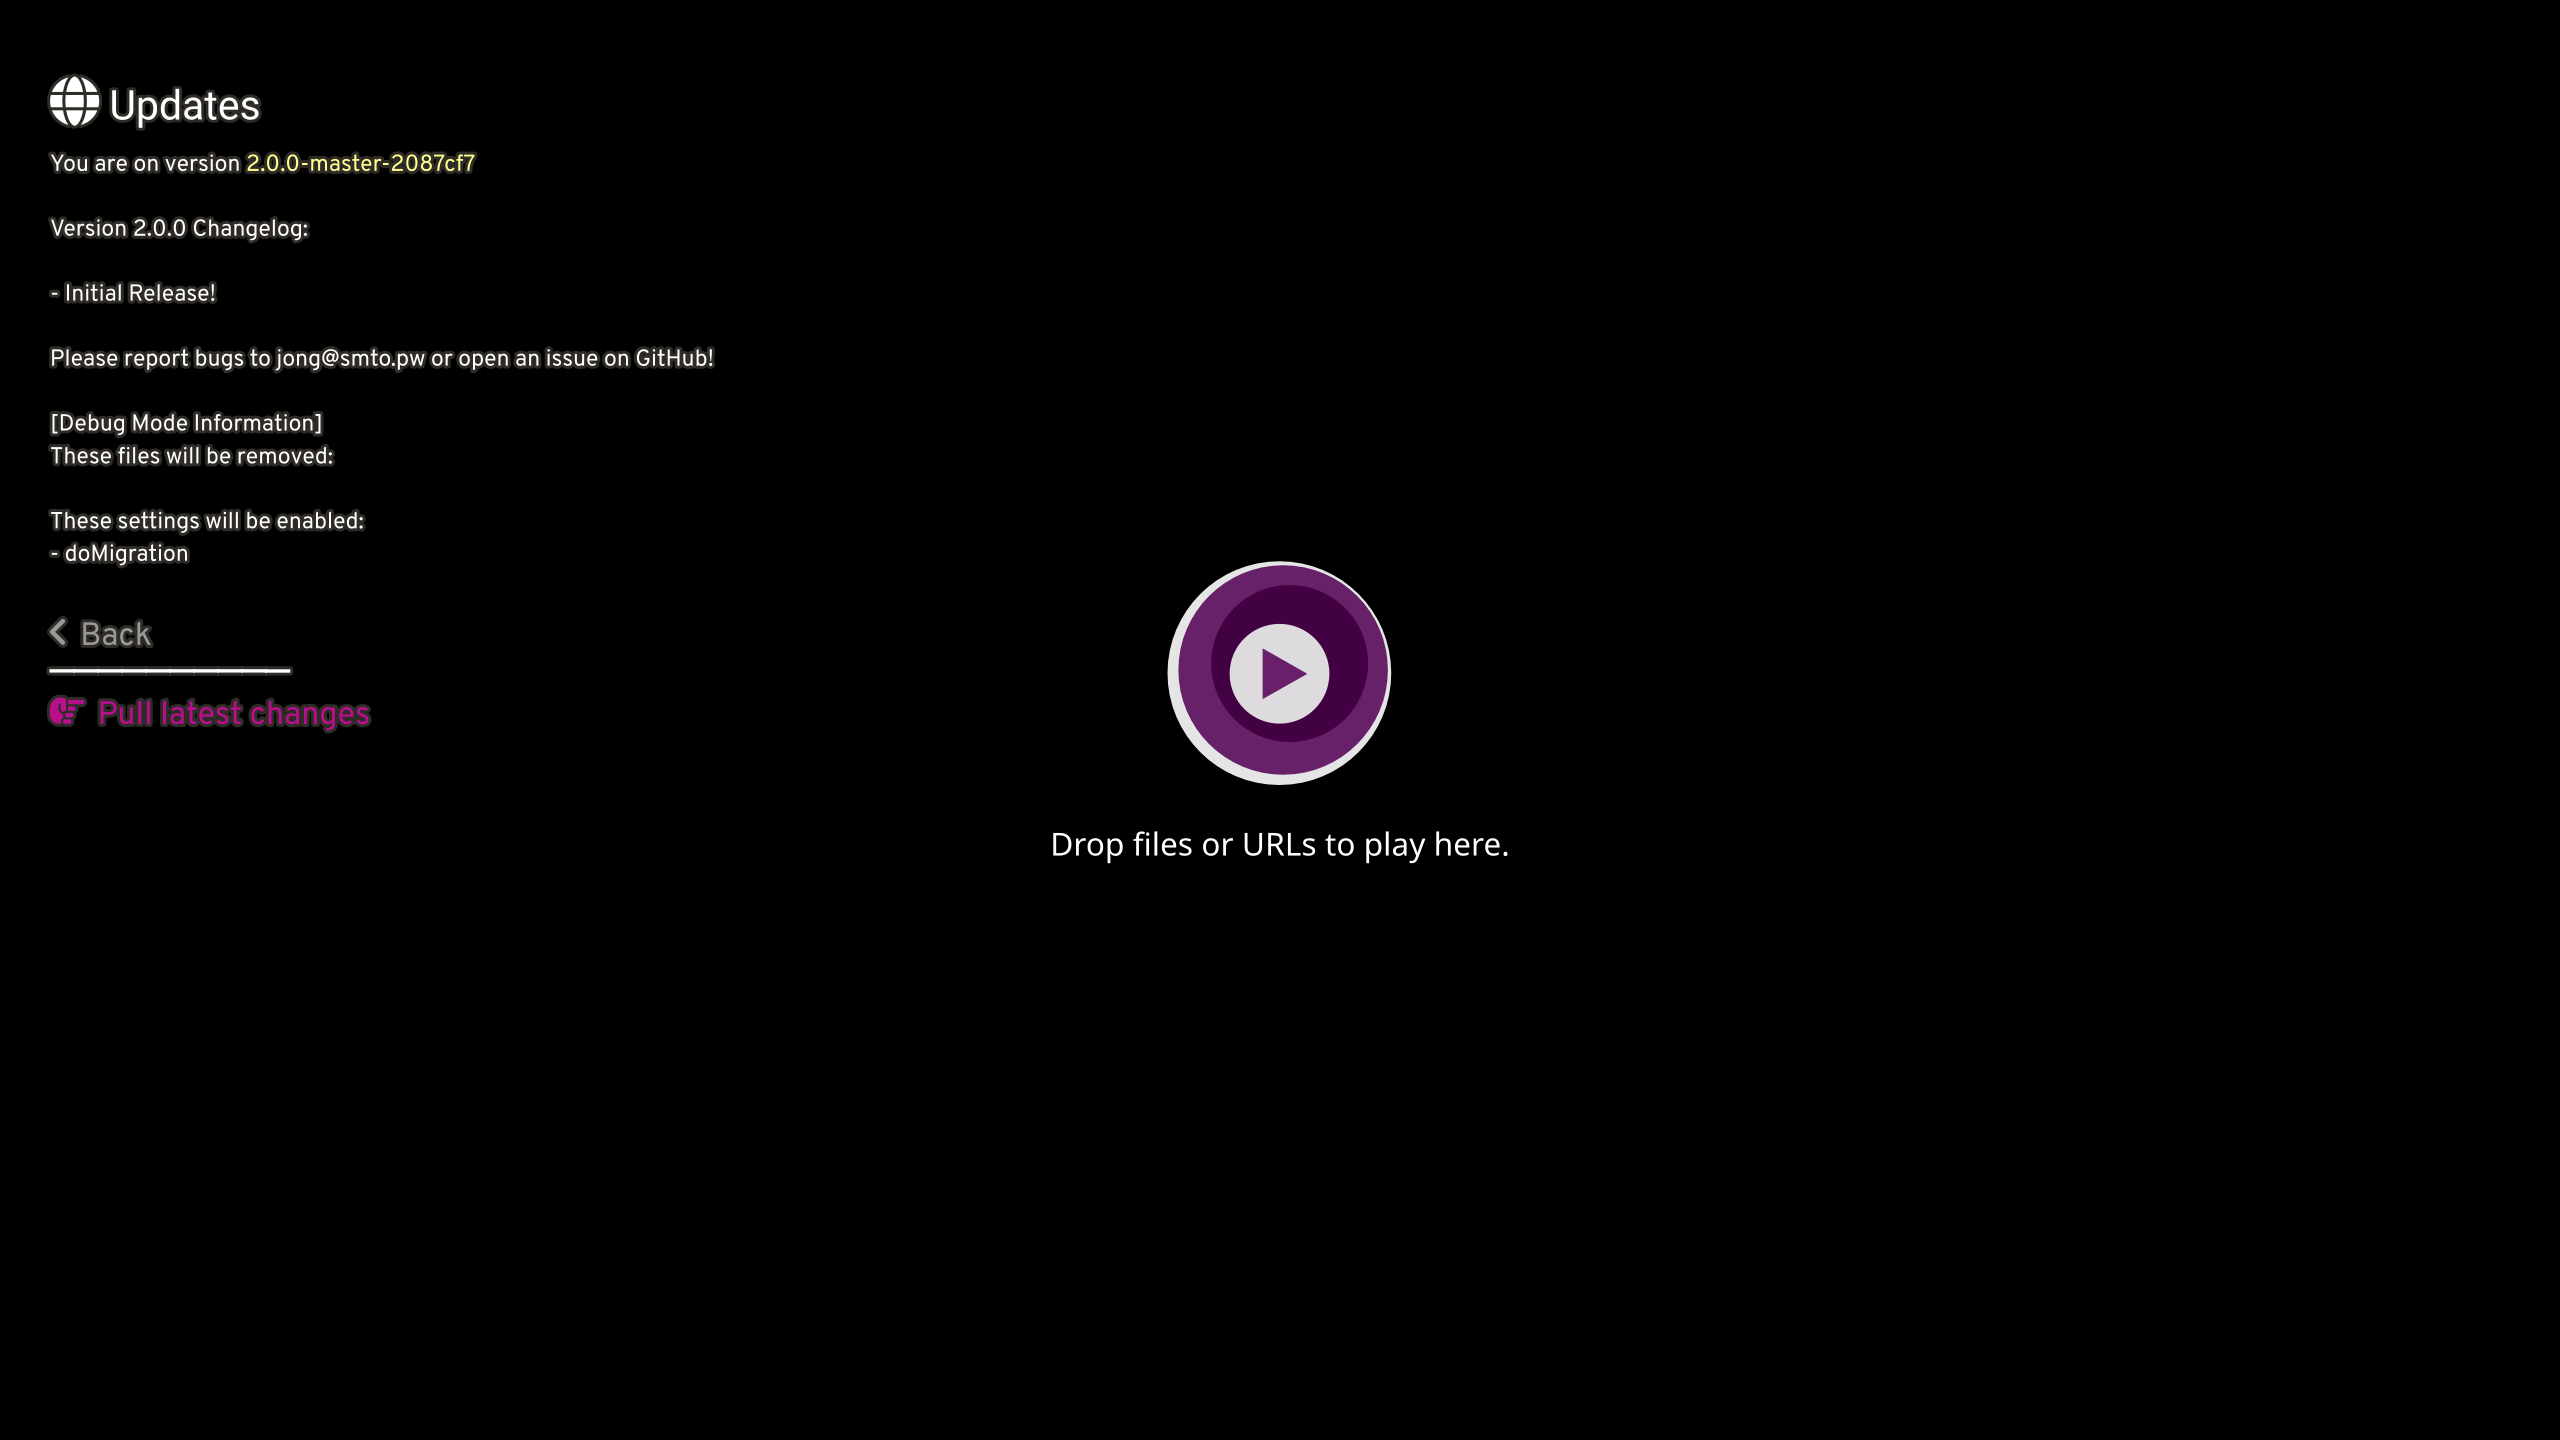 Updates
You are on version 2.0.0-master-2087cf7
Version 2.0.0 Changelog:
- Initial Release!
Please report bugs to jong@smto.pw or open an issue on GitHub!
[Debug Mode Information]
These files will be removed:
These settings will be enabled:
- doMigration
Back
Pull latest changes
Drop files or URLs to play here.